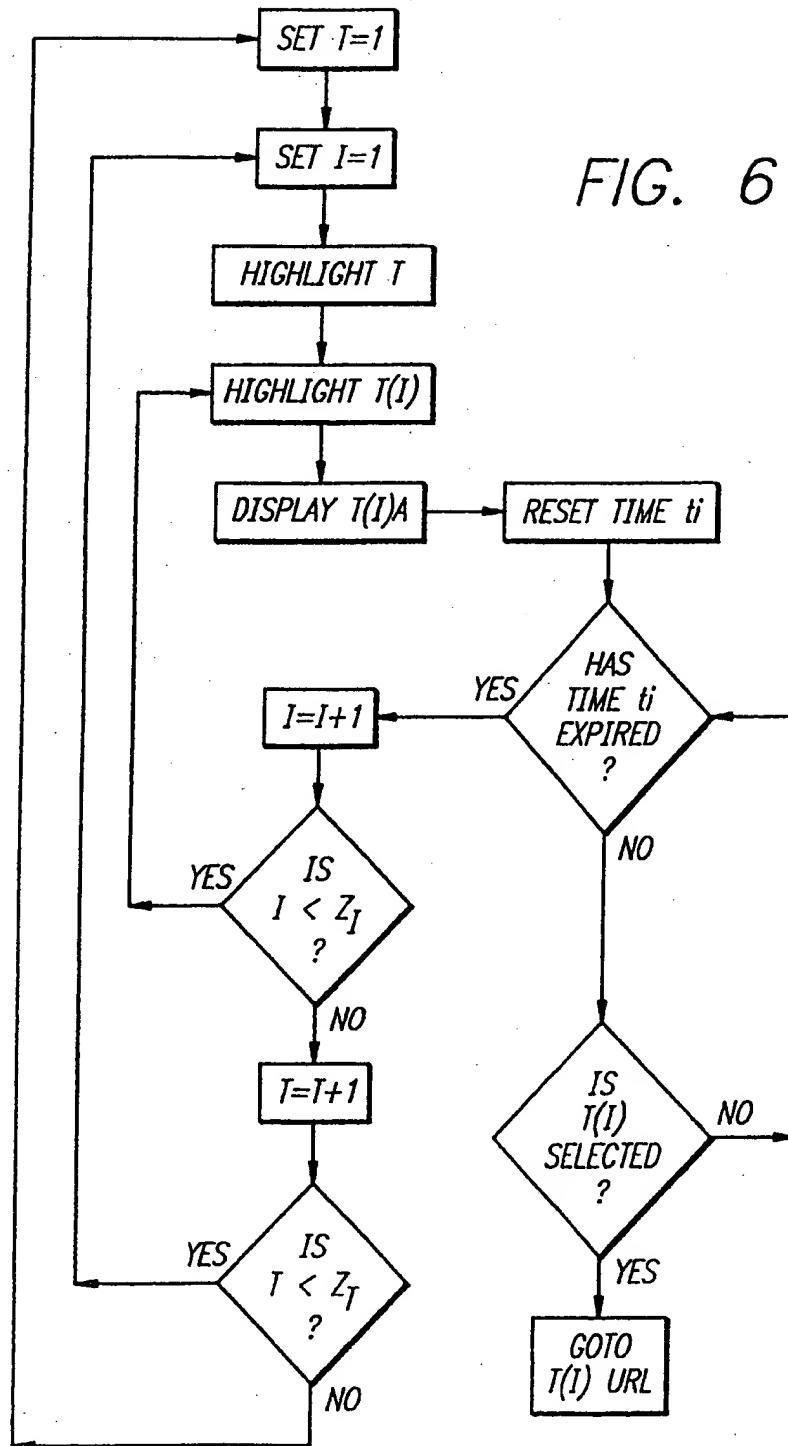 SET T=1
SET I=1
FIG. 6
HIGHLIGHT T
HIGHLIGHT T(I)
DISPLAY T(I)A
RESET TIME ti
HAS
TIME ti
EXPIRED
?
YES
NO
I=I+1
IS
I < Z_I
?
YES
NO
T=T+1
IS
T < Z_T
?
YES
NO
IS
T(I)
SELECTED
?
NO
YES
GOTO
T(I) URL